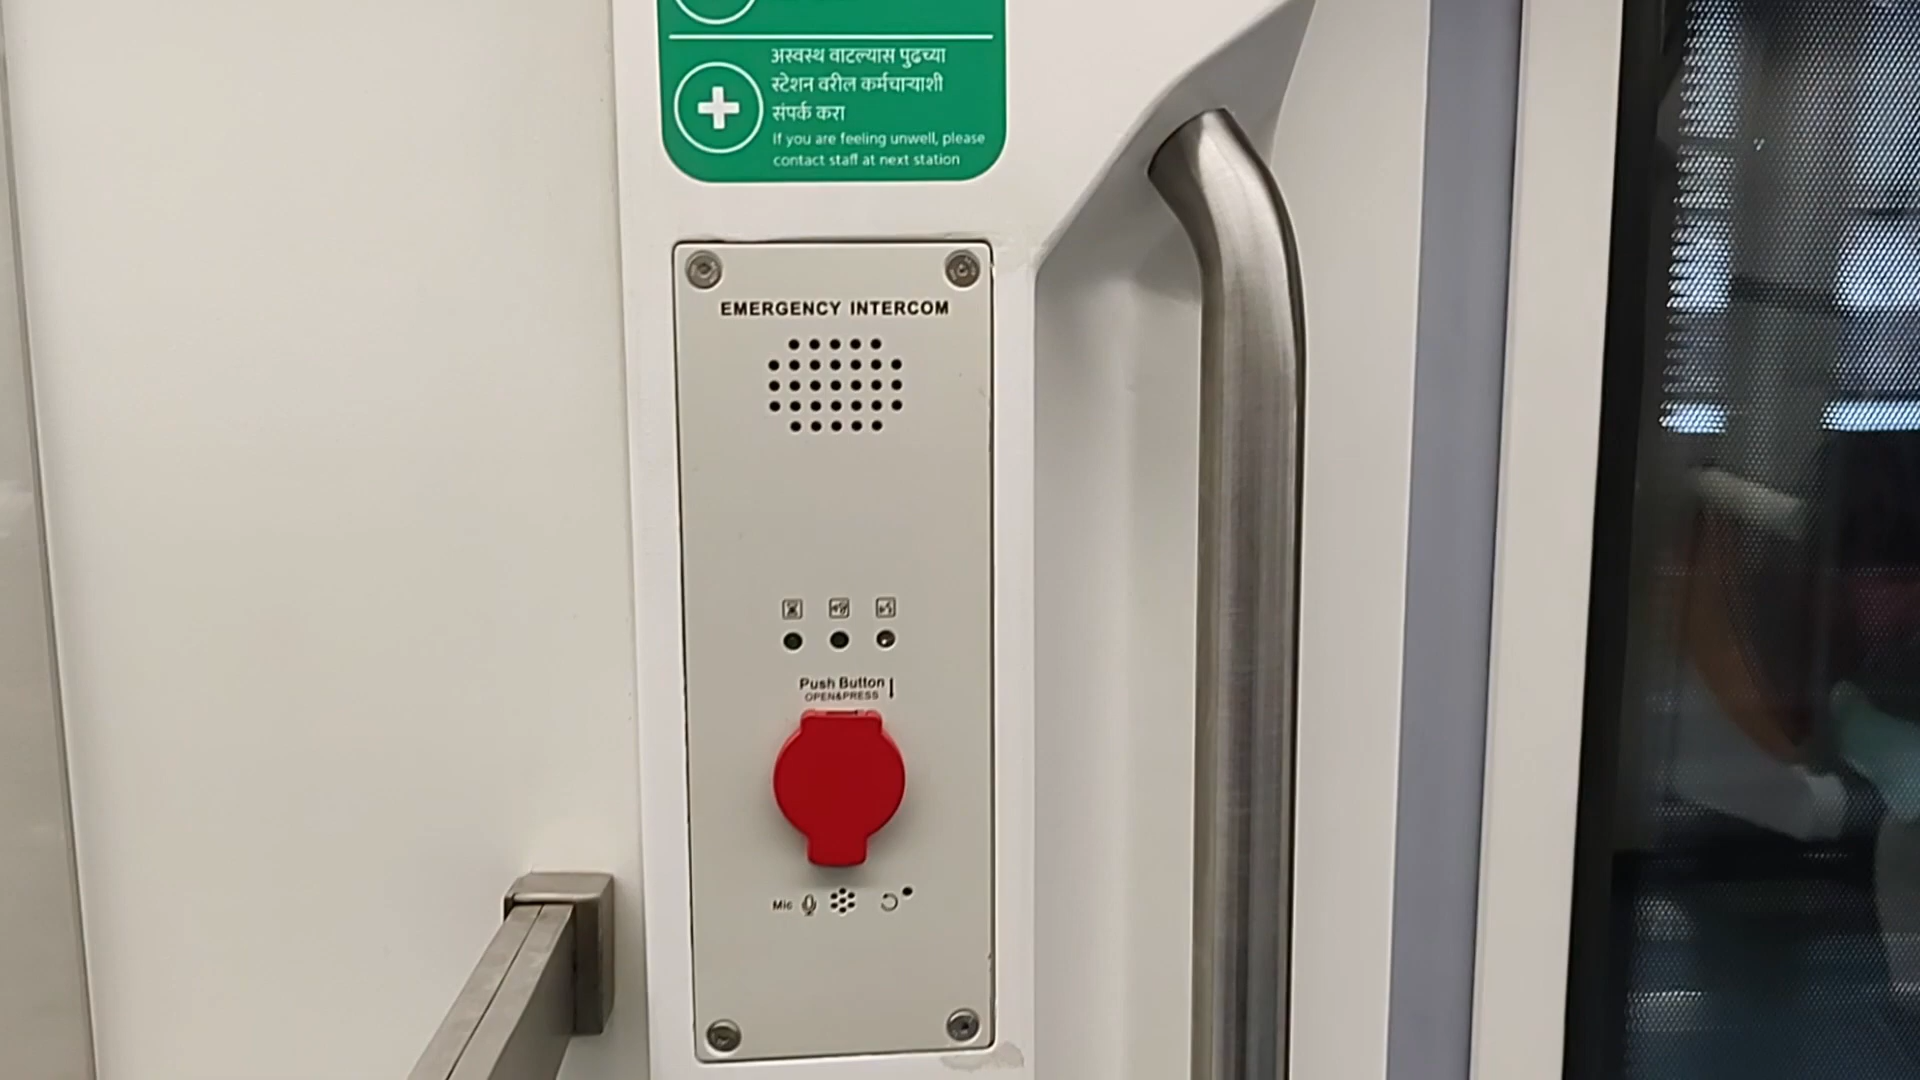 अस्वस्थ वाटल्यास पुढच्या
स्टेशन वरील कर्मचाऱ्याशी
संपर्क करा
If you are feeling unwell, please
contact staff at next station
EMERGENCY INTERCOM
Push Button
OPEN&PRESS
Mic